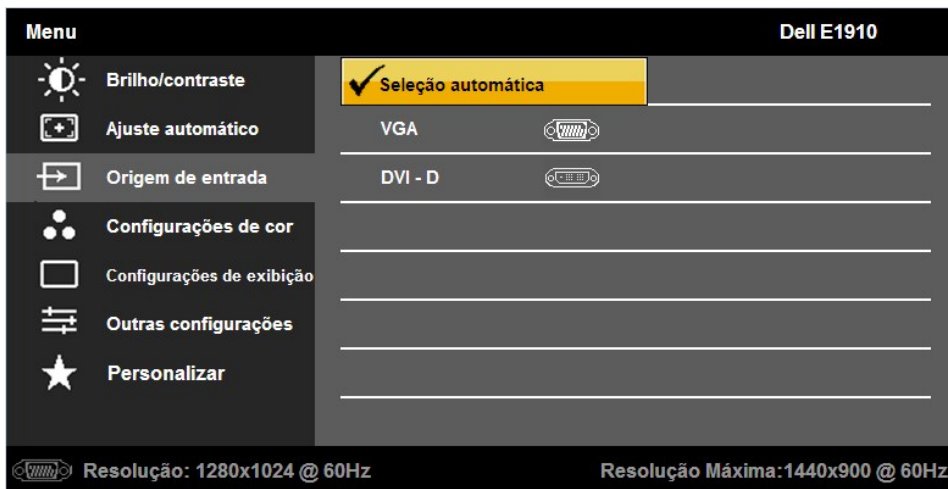 Menu
Dell E1910
Brilho/contraste
Seleção automática
Ajuste automático
VGA
Origem de entrada
DVI - D
Configurações de cor
Configurações de exibição
Outras configurações
Personalizar
Resolução: 1280x1024 @ 60Hz
Resolução Máxima:1440x900 @ 60Hz